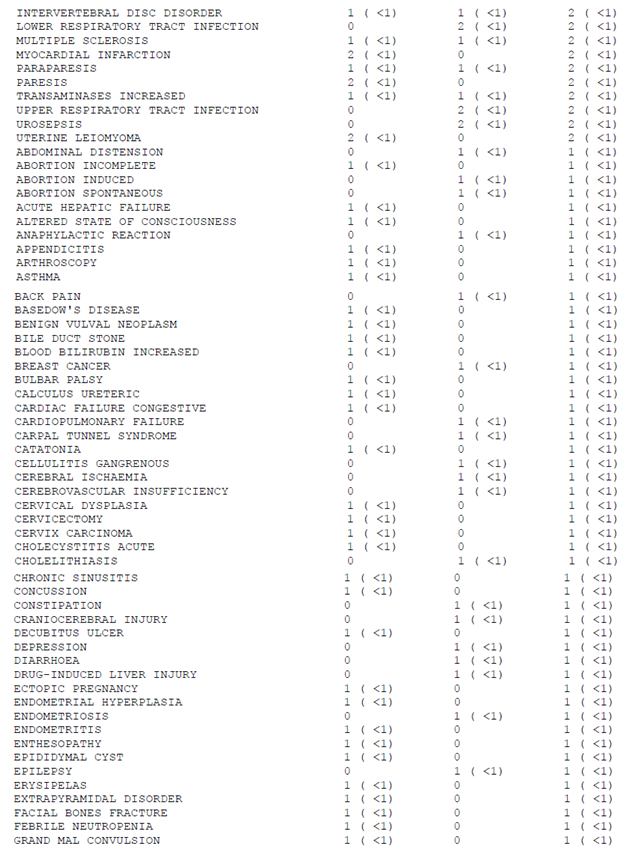 INTERVERTEBRAL DISC DISORDER 1 ( <1) 1 ( <1) 2 ( <1)
LOWER RESPIRATORY TRACT INFECTION 0 2 ( <1) 2 ( <1)
MULTIPLE SCLEROSIS 1 ( <1) 1 ( <1) 2 ( <1)
MYOCARDIAL INFARCTION 2 ( <1) 0 2 ( <1)
PARAPARESIS 1 ( <1) 1 ( <1) 2 ( <1)
PARESIS 2 ( <1) 0 2 ( <1)
TRANSAMINASES INCREASED 1 ( <1) 1 ( <1) 2 ( <1)
UPPER RESPIRATORY TRACT INFECTION 0 2 ( <1) 2 ( <1)
UROSEPSIS 0 2 ( <1) 2 ( <1)
UTERINE LEIOMYOMA 2 ( <1) 0 2 ( <1)
ABDOMINAL DISTENSION 0 1 ( <1) 1 ( <1)
ABORTION INCOMPLETE 1 ( <1) 0 1 ( <1)
ABORTION INDUCED 0 1 ( <1) 1 ( <1)
ABORTION SPONTANEOUS 0 1 ( <1) 1 ( <1)
ACUTE HEPATIC FAILURE 1 ( <1) 0 1 ( <1)
ALTERED STATE OF CONSCIOUSNESS 1 ( <1) 0 1 ( <1)
ANAPHYLACTIC REACTION 0 1 ( <1) 1 ( <1)
APPENDICITIS 1 ( <1) 0 1 ( <1)
ARTHROSCOPY 1 ( <1) 0 1 ( <1)
ASTHMA 1 ( <1) 0 1 ( <1)
BACK PAIN 0 1 ( <1) 1 ( <1)
BASEDOW'S DISEASE 1 ( <1) 0 1 ( <1)
BENIGN VULVAL NEOPLASM 1 ( <1) 0 1 ( <1)
BILE DUCT STONE 1 ( <1) 0 1 ( <1)
BLOOD BILIRUBIN INCREASED 1 ( <1) 0 1 ( <1)
BREAST CANCER 0 1 ( <1) 1 ( <1)
BULBAR PALSY 1 ( <1) 0 1 ( <1)
CALCULUS URETERIC 1 ( <1) 0 1 ( <1)
CARDIAC FAILURE CONGESTIVE 1 ( <1) 0 1 ( <1)
CARDIOPULMONARY FAILURE 0 1 ( <1) 1 ( <1)
CARPAL TUNNEL SYNDROME 0 1 ( <1) 1 ( <1)
CATATONIA 1 ( <1) 0 1 ( <1)
CELLULITIS GANGRENOUS 0 1 ( <1) 1 ( <1)
CEREBRAL ISCHAEMIA 0 1 ( <1) 1 ( <1)
CEREBROVASCULAR INSUFFICIENCY 0 1 ( <1) 1 ( <1)
CERVICAL DYSPLASIA 1 ( <1) 0 1 ( <1)
CERVICECTOMY 1 ( <1) 0 1 ( <1)
CERVIX CARCINOMA 1 ( <1) 0 1 ( <1)
CHOLECYSTITIS ACUTE 1 ( <1) 0 1 ( <1)
CHOLELITHIASIS 0 1 ( <1) 1 ( <1)
CHRONIC SINUSITIS 1 ( <1) 0 1 ( <1)
CONCUSSION 1 ( <1) 0 1 ( <1)
CONSTIPATION 0 1 ( <1) 1 ( <1)
CRANIOCEREBRAL INJURY 0 1 ( <1) 1 ( <1)
DECUBITUS ULCER 1 ( <1) 0 1 ( <1)
DEPRESSION 0 1 ( <1) 1 ( <1)
DIARRHOEA 0 1 ( <1) 1 ( <1)
DRUG-INDUCED LIVER INJURY 0 1 ( <1) 1 ( <1)
ECTOPIC PREGNANCY 1 ( <1) 0 1 ( <1)
ENDOMETRIAL HYPERPLASIA 1 ( <1) 0 1 ( <1)
ENDOMETRIOSIS 0 1 ( <1) 1 ( <1)
ENDOMETRITIS 1 ( <1) 0 1 ( <1)
ENTHESOPATHY 1 ( <1) 0 1 ( <1)
EPIDIDYMAL CYST 1 ( <1) 0 1 ( <1)
EPILEPSY 0 1 ( <1) 1 ( <1)
ERYSIPELAS 1 ( <1) 0 1 ( <1)
EXTRAPYRAMIDAL DISORDER 1 ( <1) 0 1 ( <1)
FACIAL BONES FRACTURE 1 ( <1) 0 1 ( <1)
FEBRILE NEUTROPENIA 1 ( <1) 0 1 ( <1)
GRAND MAL CONVULSION 1 ( <1) 0 1 ( <1)